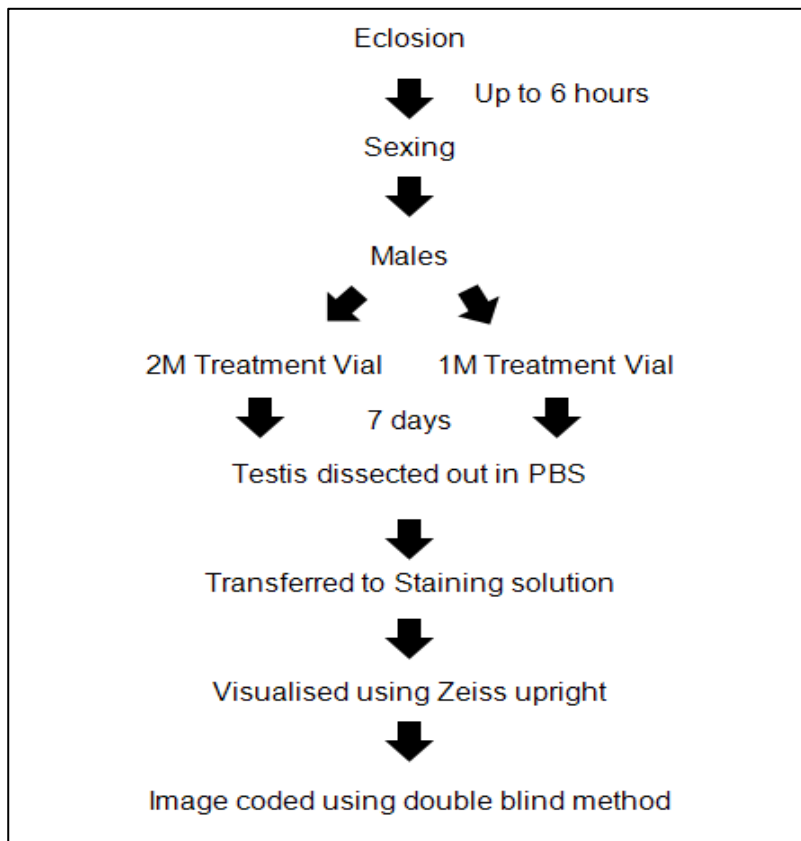 Eclosion
Up to 6 hours
Sexing
Males
2M Treatment Vial
1M Treatment Vial
7 days
Testis dissected out in PBS
Transferred to Staining solution
Visualised using Zeiss upright
Image coded using double blind method